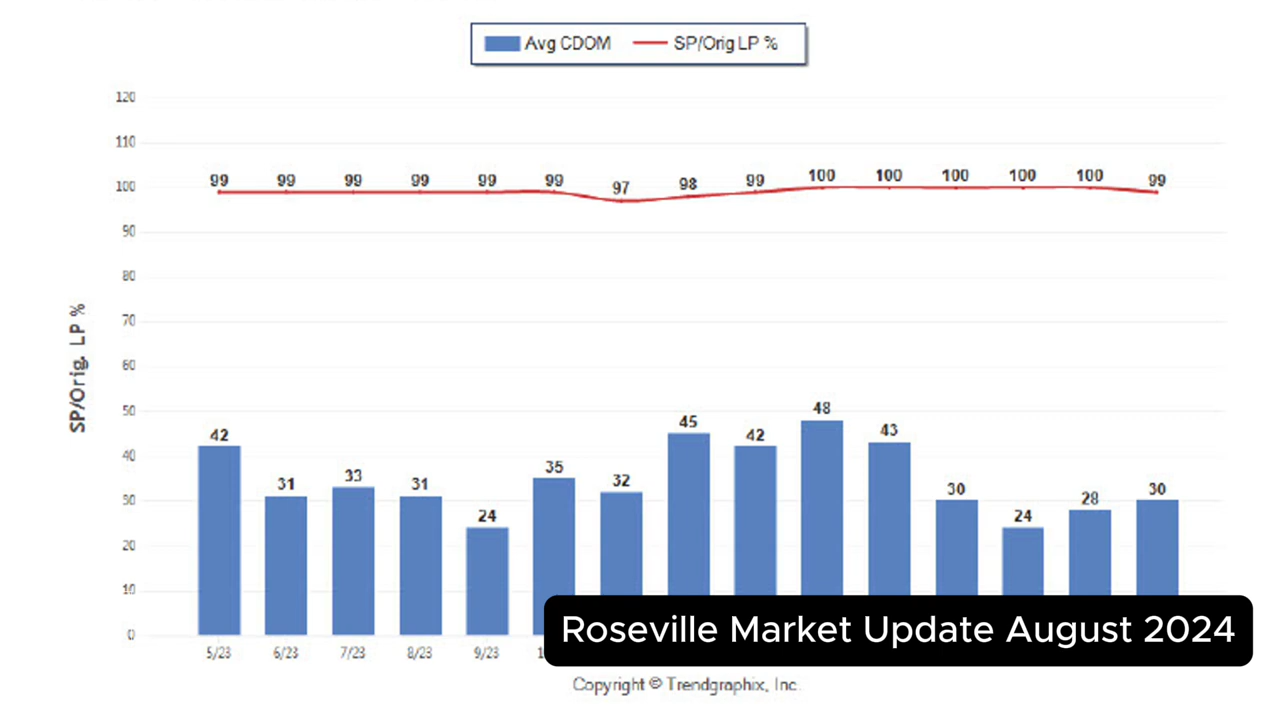 Avg CDOM SP/Orig LP %
120
110
99 99 99 99 99 99 97 98 99 100 100 100 100 100 99
100
90
80
70
60
SP/Orig. LP %
50
42 31 33 31 24 35 32 45 42 48 43 30 24 28 30
40
30
20
10
0
5/23 6/23 7/23 8/23 9/23
Roseville Market Update August 2024
Copyright © Trendgraphix, Inc.